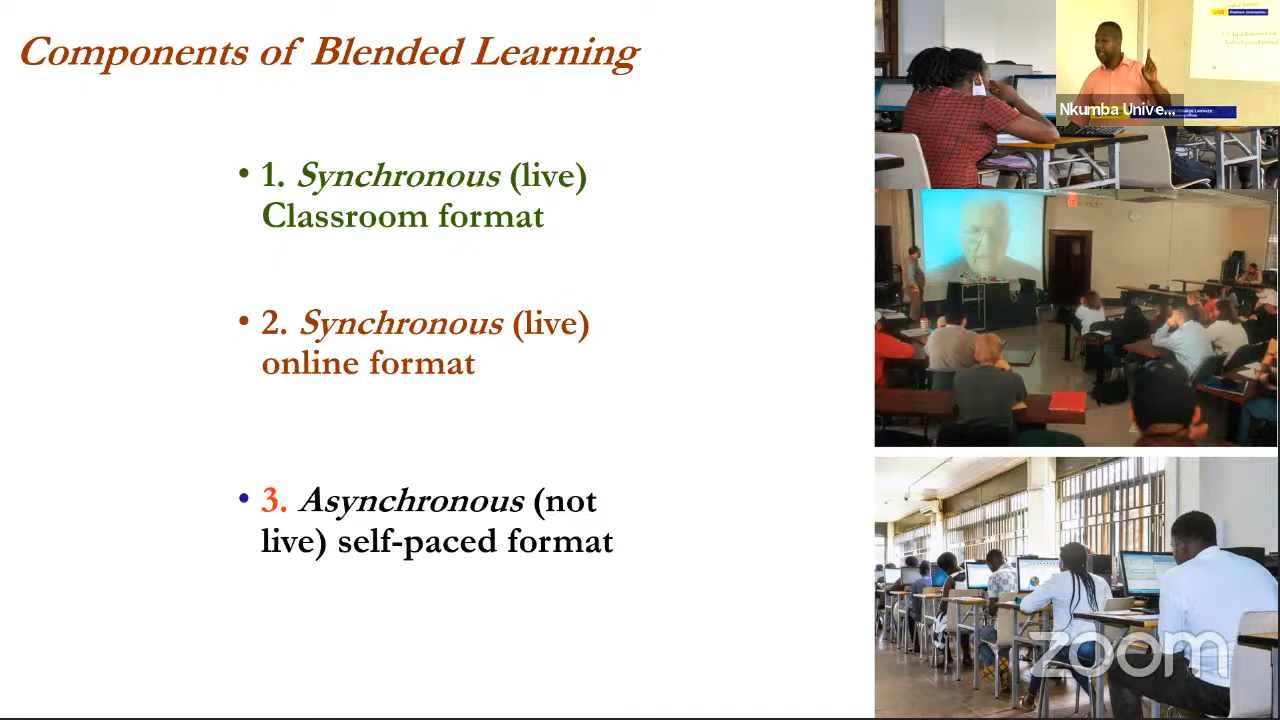 Components of Blended Learning
• 1. Synchronous (live)
Classroom format
• 2. Synchronous (live)
online format
• 3. Asynchronous (not
live) self-paced format
LIVE
Nkumba Unive...
zoom